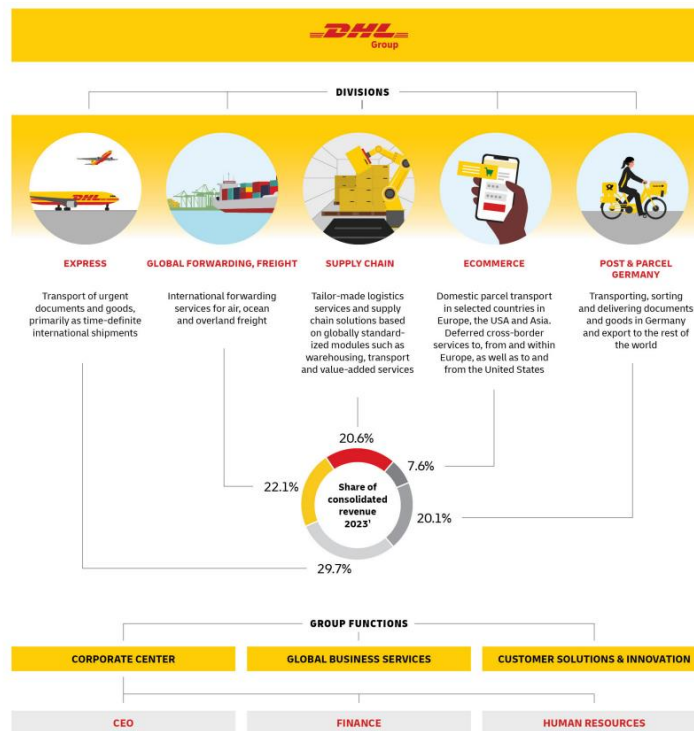 DHL
Group
DIVISIONS
DHL
EXPRESS
Transport of urgent
documents and goods,
primarily as time-definite
international shipments
GLOBAL FORWARDING, FREIGHT
International forwarding
services for air, ocean
and overland freight
SUPPLY CHAIN
Tailor-made logistics
services and supply
chain solutions based
on globally standard-
ized modules such as
warehousing, transport
and value-added services
ECOMMERCE
Domestic parcel transport
in selected countries in
Europe, the USA and Asia.
Deferred cross-border
services to, from and within
Europe, as well as to and
from the United States
POST & PARCEL
GERMANY
Transporting, sorting
and delivering documents
and goods in Germany
and export to the rest of
the world
20.6%
7.6%
22.1%
Share of
consolidated
revenue
2023¹
20.1%
29.7%
GROUP FUNCTIONS
CORPORATE CENTER
GLOBAL BUSINESS SERVICES
CUSTOMER SOLUTIONS & INNOVATION
CEO
FINANCE
HUMAN RESOURCES